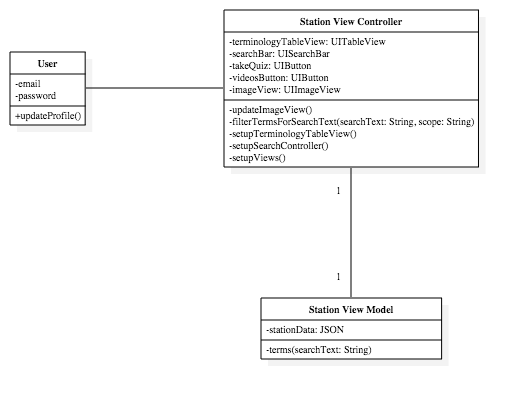 Station View Controller
-terminologyTableView: UITableView
-searchBar: UISearchBar
-takeQuiz: UIButton
-videosButton: UIButton
-imageView: UIImageView
-updateImageView()
-filterTermsForSearchText(searchText: String, scope: String)
-setupTerminologyTableView()
-setupSearchController()
-setupViews()
User
-email
-password
+updateProfile()
1
1
Station View Model
-stationData: JSON
-terms(searchText: String)